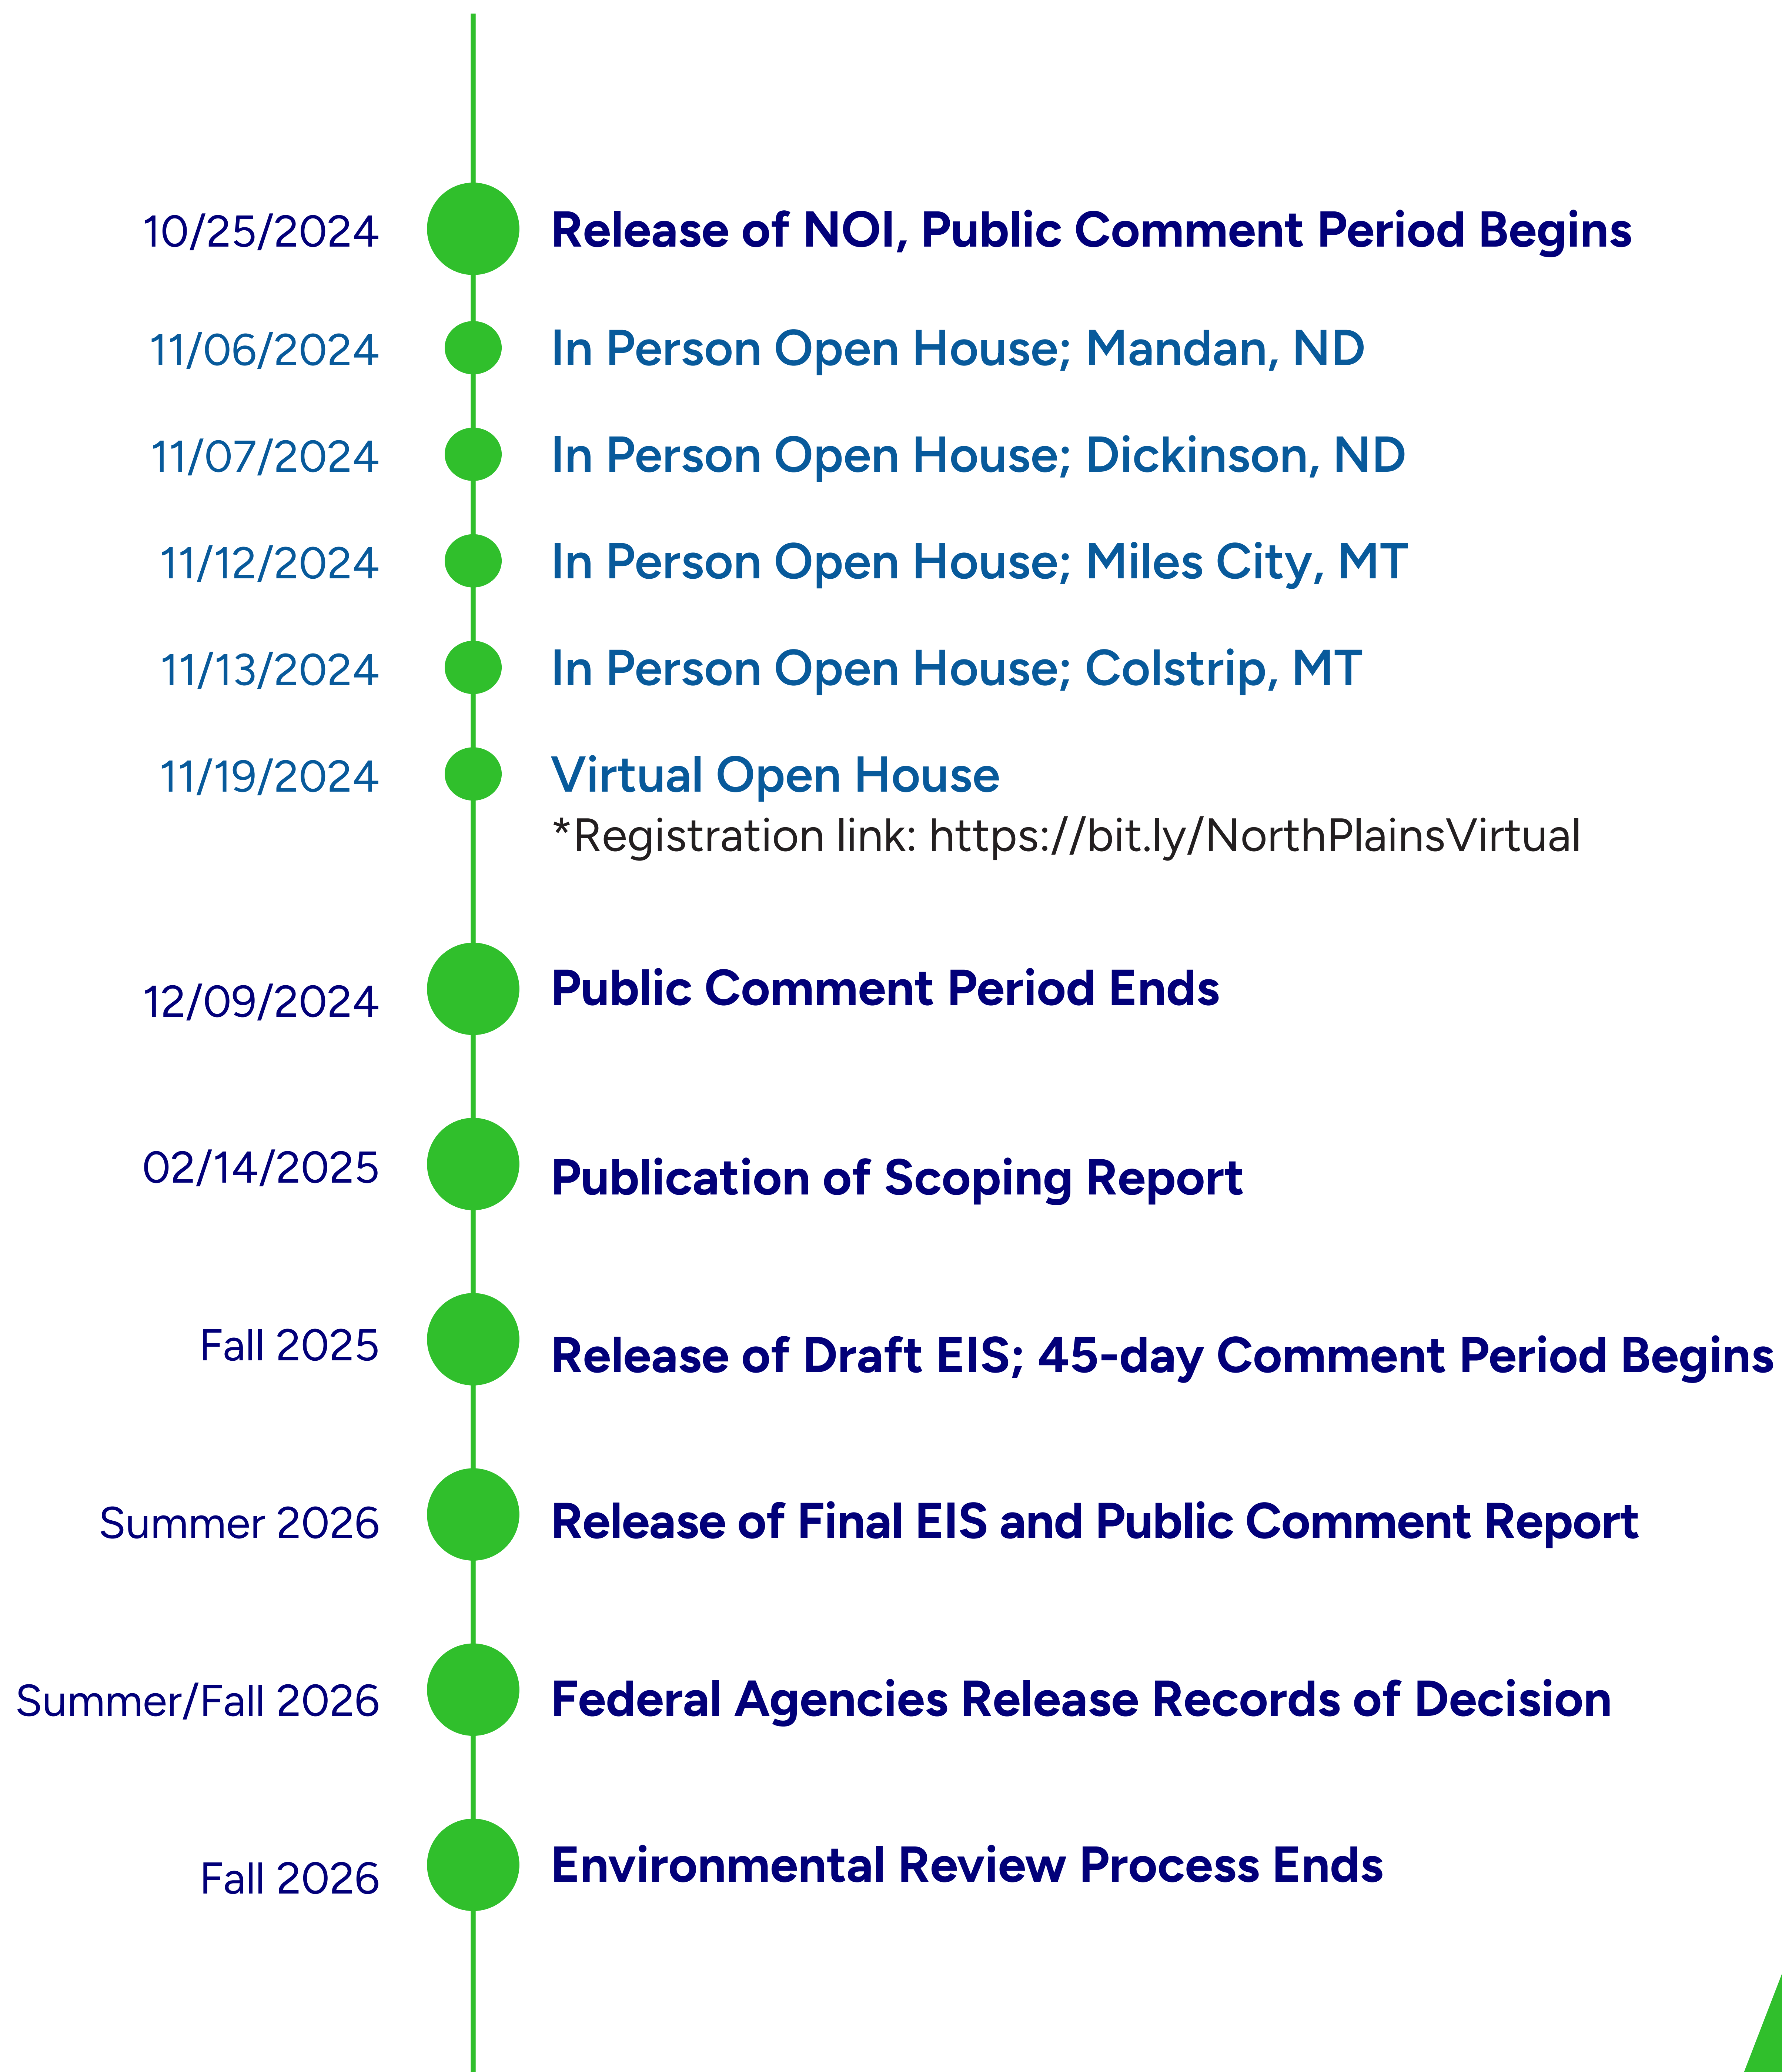 10/25/2024 Release of NOI, Public Comment Period Begins
11/06/2024 In Person Open House; Mandan, ND
11/07/2024 In Person Open House; Dickinson, ND
11/12/2024 In Person Open House; Miles City, MT
11/13/2024 In Person Open House; Colstrip, MT
11/19/2024 Virtual Open House
*Registration link: https://bit.ly/NorthPlainsVirtual
12/09/2024 Public Comment Period Ends
02/14/2025 Publication of Scoping Report
Fall 2025 Release of Draft EIS; 45-day Comment Period Begins
Summer 2026 Release of Final EIS and Public Comment Report
Summer/Fall 2026 Federal Agencies Release Records of Decision
Fall 2026 Environmental Review Process Ends